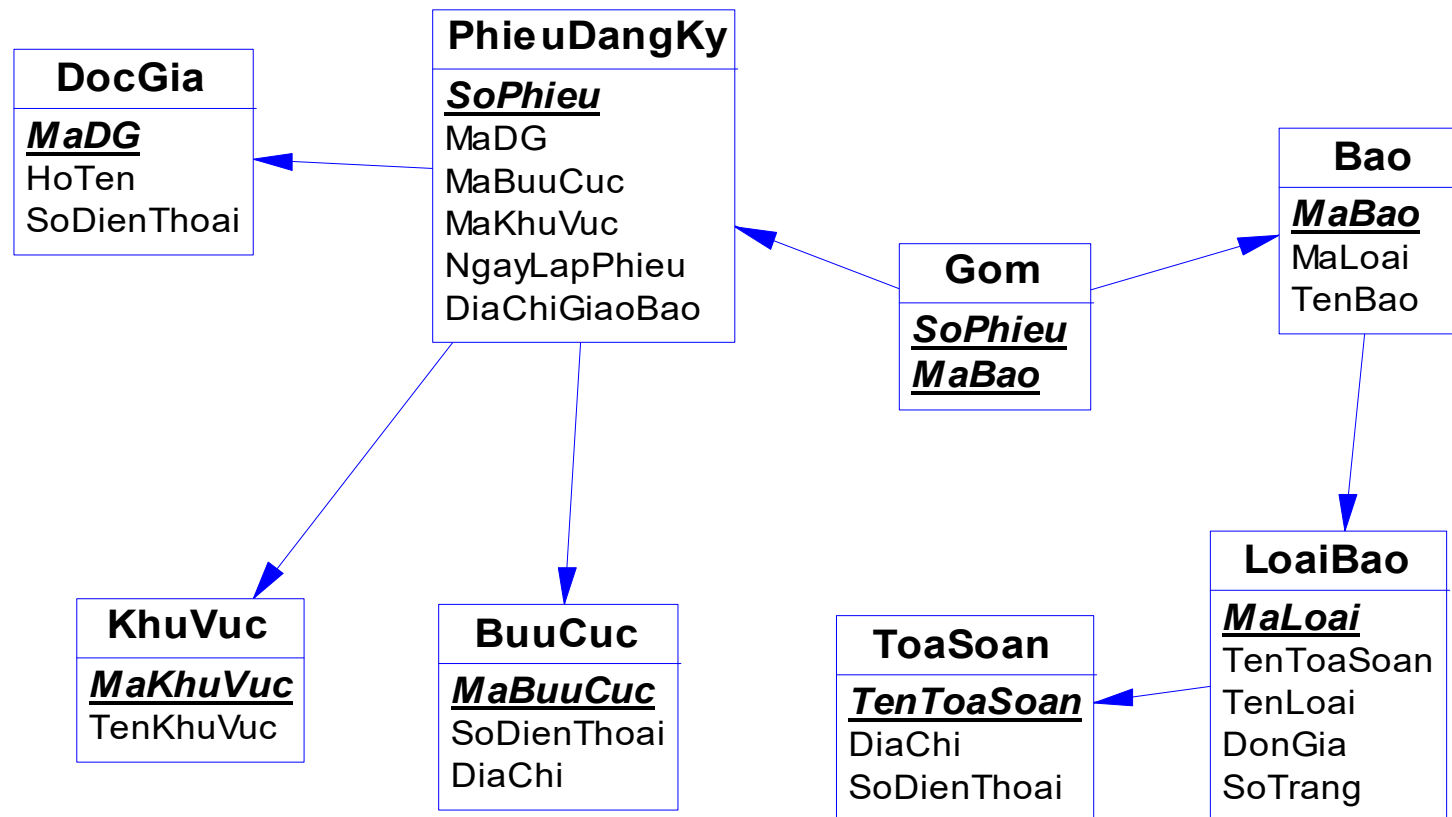 DocGia
MaDG
HoTen
SoDienThoai
PhieuDangKy
SoPhieu
MaDG
MaBuuCuc
MaKhuVuc
NgayLapPhieu
DiaChiGiaoBao
Gom
SoPhieu
MaBao
Bao
MaBao
MaLoai
TenBao
KhuVuc
MaKhuVuc
TenKhuVuc
BuuCuc
MaBuuCuc
SoDienThoai
DiaChi
ToaSoan
TenToaSoan
DiaChi
SoDienThoai
LoaiBao
MaLoai
TenToaSoan
TenLoai
DonGia
SoTrang